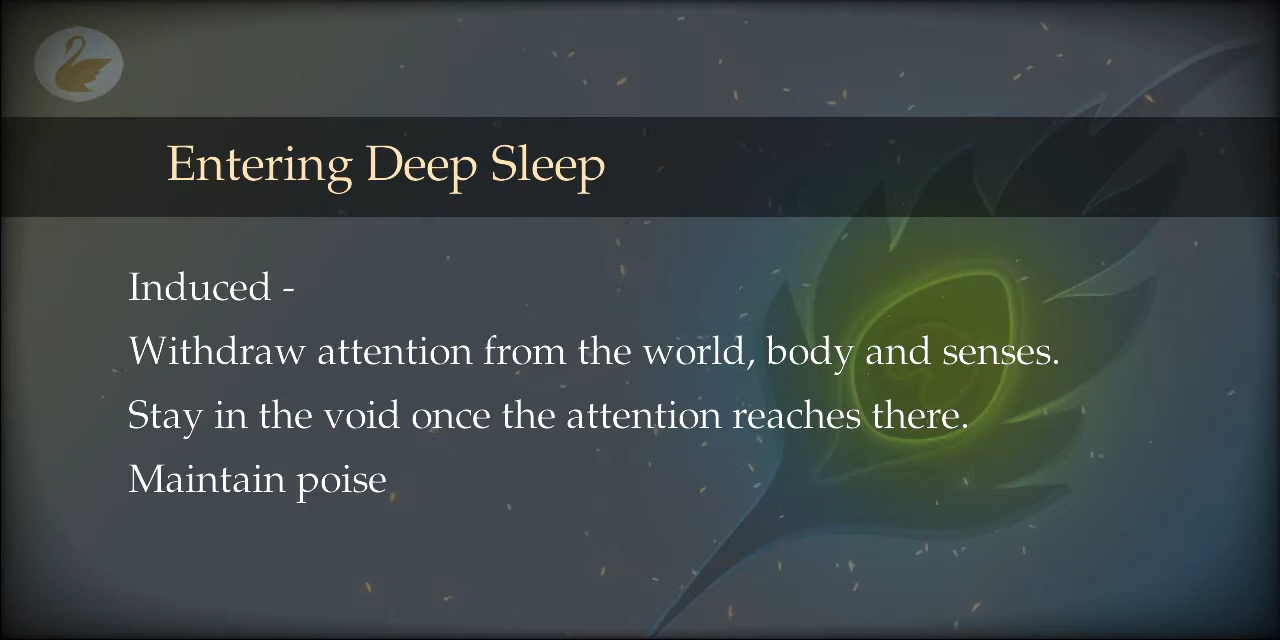 Entering Deep Sleep
Induced -
Withdraw attention from the world, body and senses.
Stay in the void once the attention reaches there.
Maintain poise